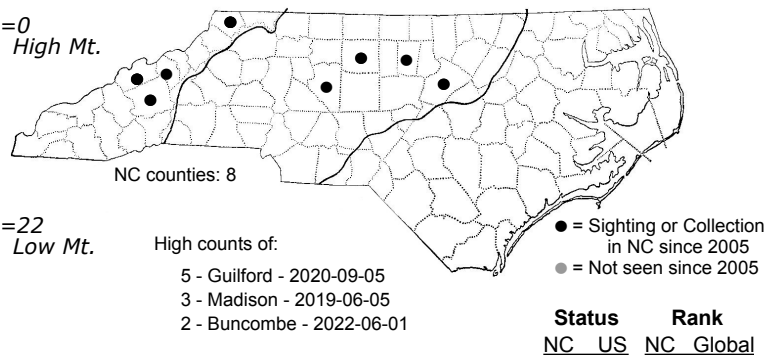 =0
High Mt.
NC counties: 8
=22
Low Mt.
High counts of:
5 - Guilford - 2020-09-05
3 - Madison - 2019-06-05
2 - Buncombe - 2022-06-01
= Sighting or Collection
in NC since 2005
= Not seen since 2005
Status Rank
NC US NC Global